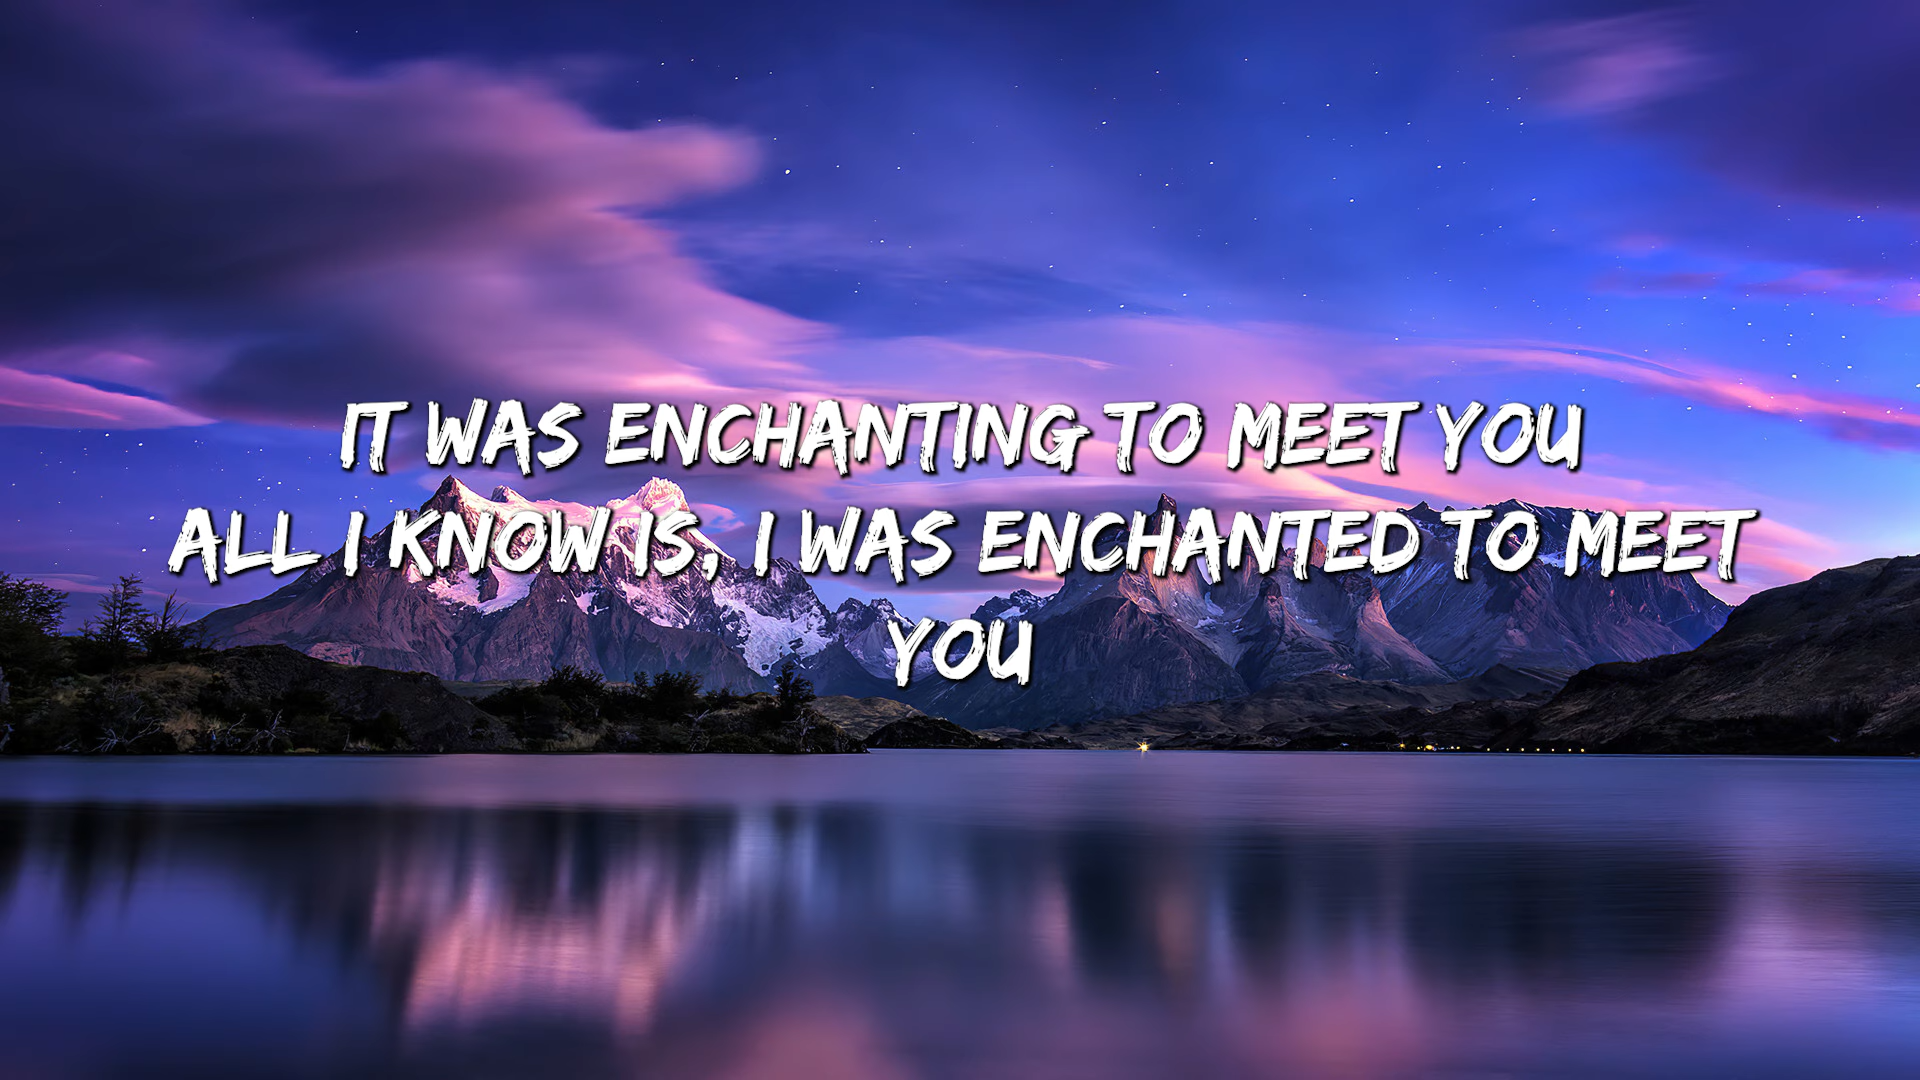 IT WAS ENCHANTING TO MEET YOU
ALL I KNOW IS, I WAS ENCHANTED TO MEET
YOU